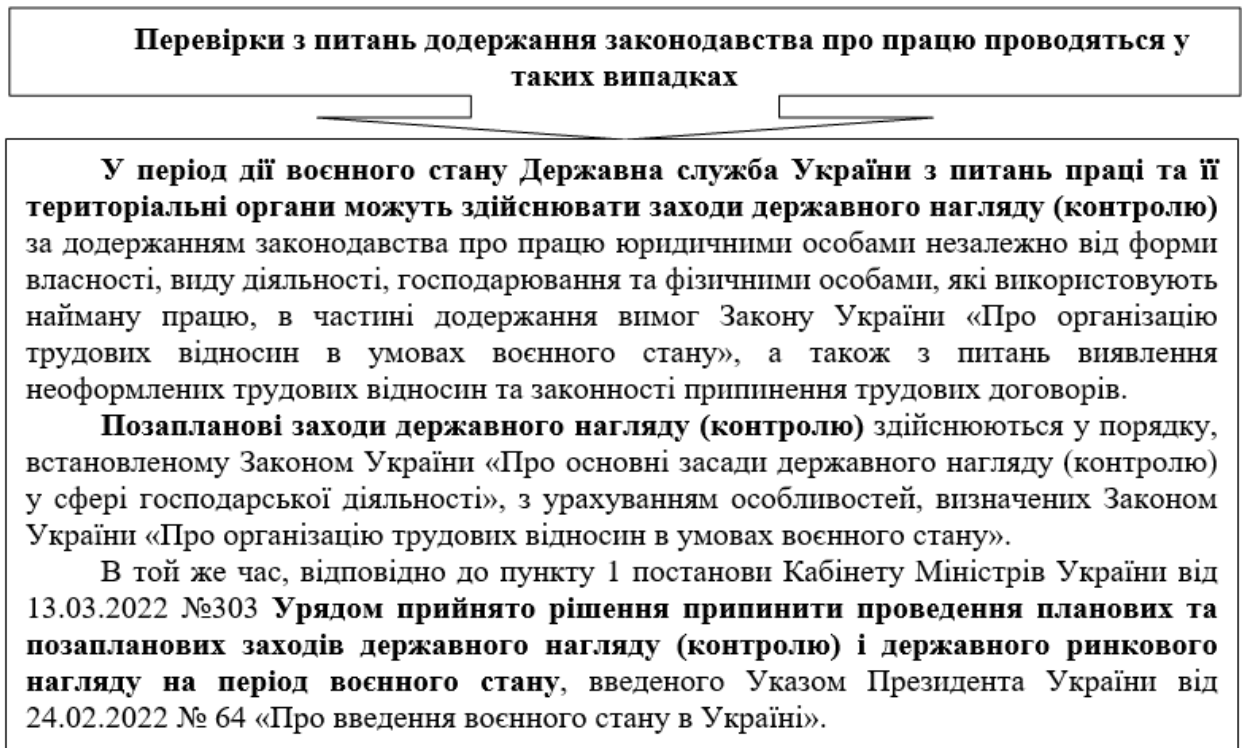 Перевірки з питань додержання законодавства про працю проводяться у
таких випадках
У період дії воєнного стану Державна служба України з питань праці та її
територіальні органи можуть здійснювати заходи державного нагляду (контролю)
за додержанням законодавства про працю юридичними особами незалежно від форми
власності, виду діяльності, господарювання та фізичними особами, які використовують
найману працю, в частині додержання вимог Закону України «Про організацію
трудових відносин в умовах воєнного стану», а також з питань виявлення
неоформлених трудових відносин та законності припинення трудових договорів.
Позапланові заходи державного нагляду (контролю) здійснюються у порядку,
встановленому Законом України «Про основні засади державного нагляду (контролю)
у сфері господарської діяльності», з урахуванням особливостей, визначених Законом
України «Про організацію трудових відносин в умовах воєнного стану».
В той же час, відповідно до пункту 1 постанови Кабінету Міністрів України від
13.03.2022 №303 Урядом прийнято рішення припинити проведення планових та
позапланових заходів державного нагляду (контролю) і державного ринкового
нагляду на період воєнного стану, введеного Указом Президента України від
24.02.2022 № 64 «Про введення воєнного стану в Україні».